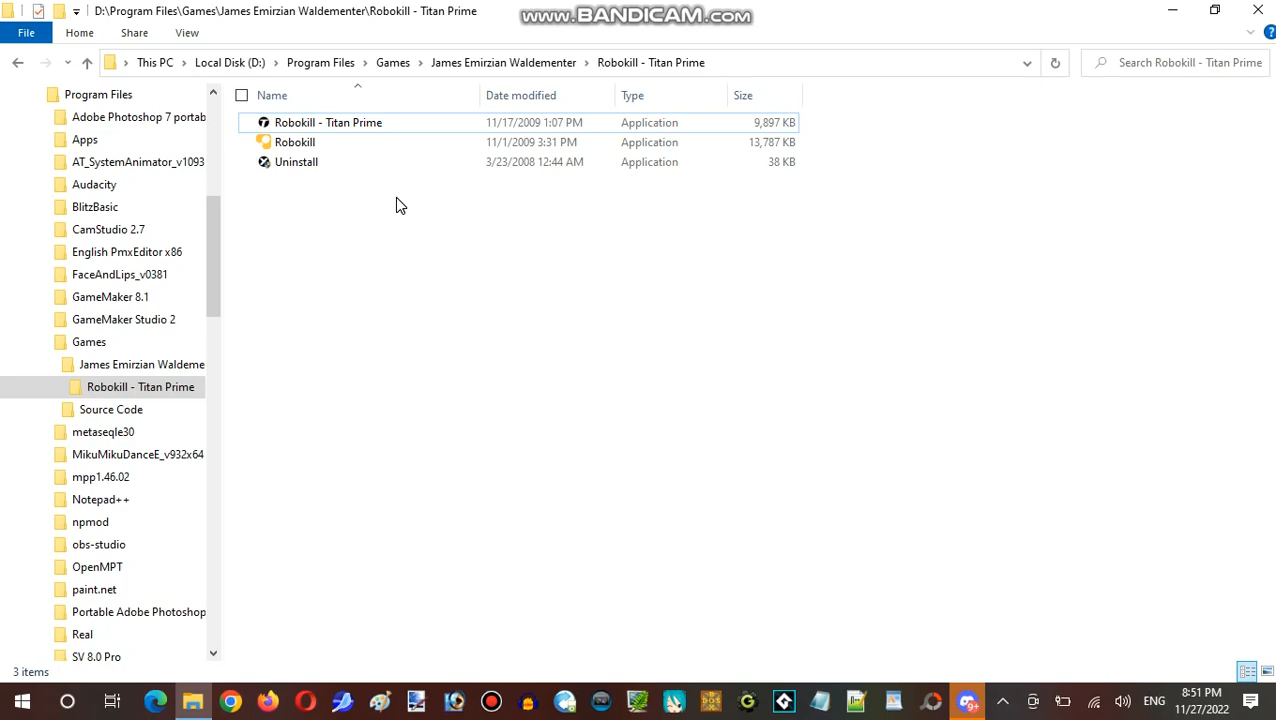 D:\Program Files\Games\James Emirzian Waldementer\Robokill - Titan Prime
www.BANDICAM.com
File Home Share View
This PC Local Disk (D:) Program Files Games James Emirzian Waldementer Robokill - Titan Prime
Search Robokill - Titan Prime
Name Date modified Type Size
Robokill - Titan Prime 11/17/2009 1:07 PM Application 9,897 KB
Robokill 11/1/2009 3:31 PM Application 13,787 KB
Uninstall 3/23/2008 12:44 AM Application 38 KB
Program Files
Adobe Photoshop 7 portab
Apps
AT_SystemAnimator_v1093
Audacity
BlitzBasic
CamStudio 2.7
English PmxEditor x86
FaceAndLips_v0381
GameMaker 8.1
GameMaker Studio 2
Games
James Emirzian Waldeme
Robokill - Titan Prime
Source Code
metaseqle30
MikuMikuDanceE_v932x64
mpp1.46.02
Notepad++
npmod
obs-studio
OpenMPT
paint.net
Portable Adobe Photoshop
Real
SV 8.0 Pro
3 items
DOS
9+
ENG
8:51 PM
11/27/2022